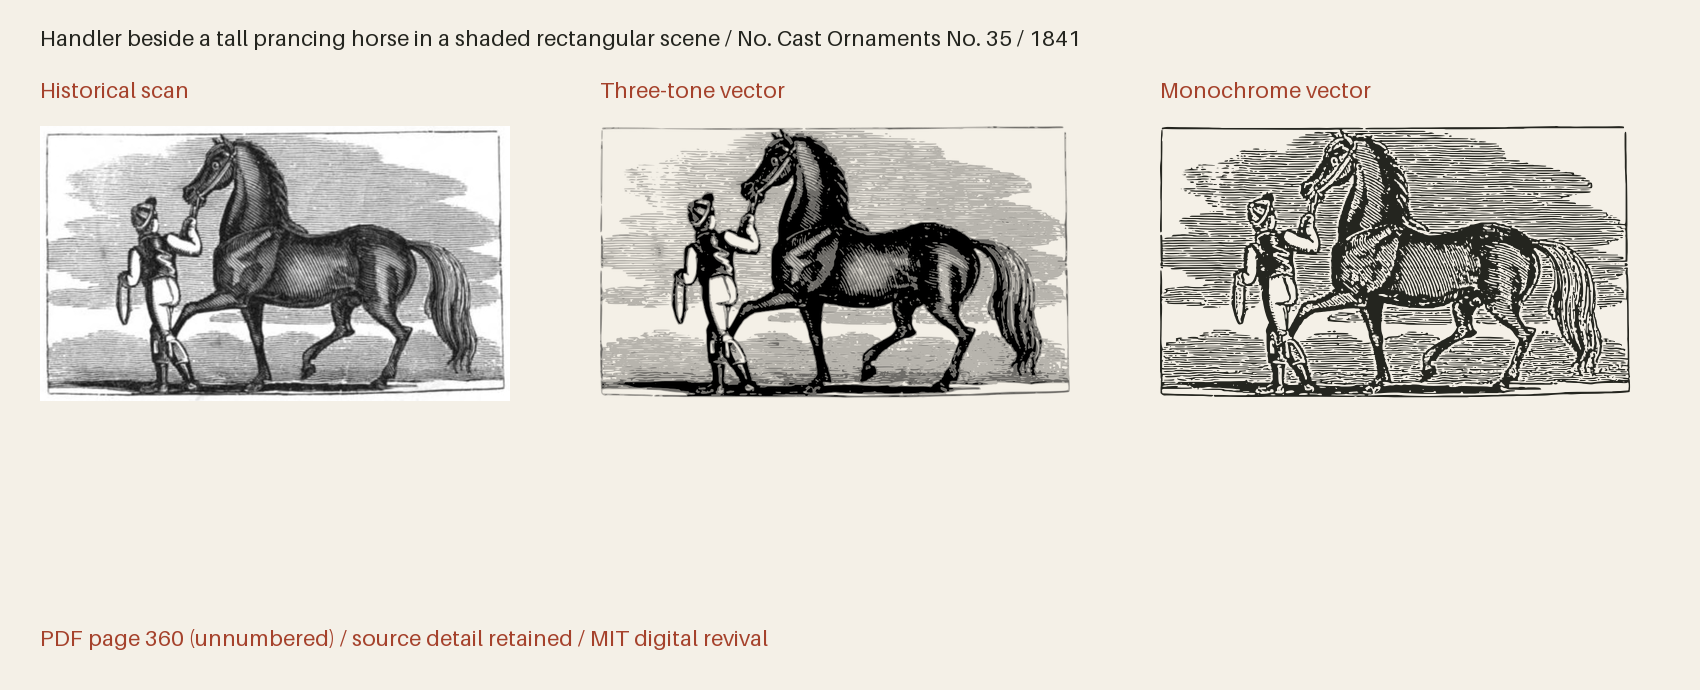 Handler beside a tall prancing horse in a shaded rectangular scene / No. Cast Ornaments No. 35 / 1841
Historical scan
Three-tone vector
Monochrome vector
PDF page 360 (unnumbered) / source detail retained / MIT digital revival